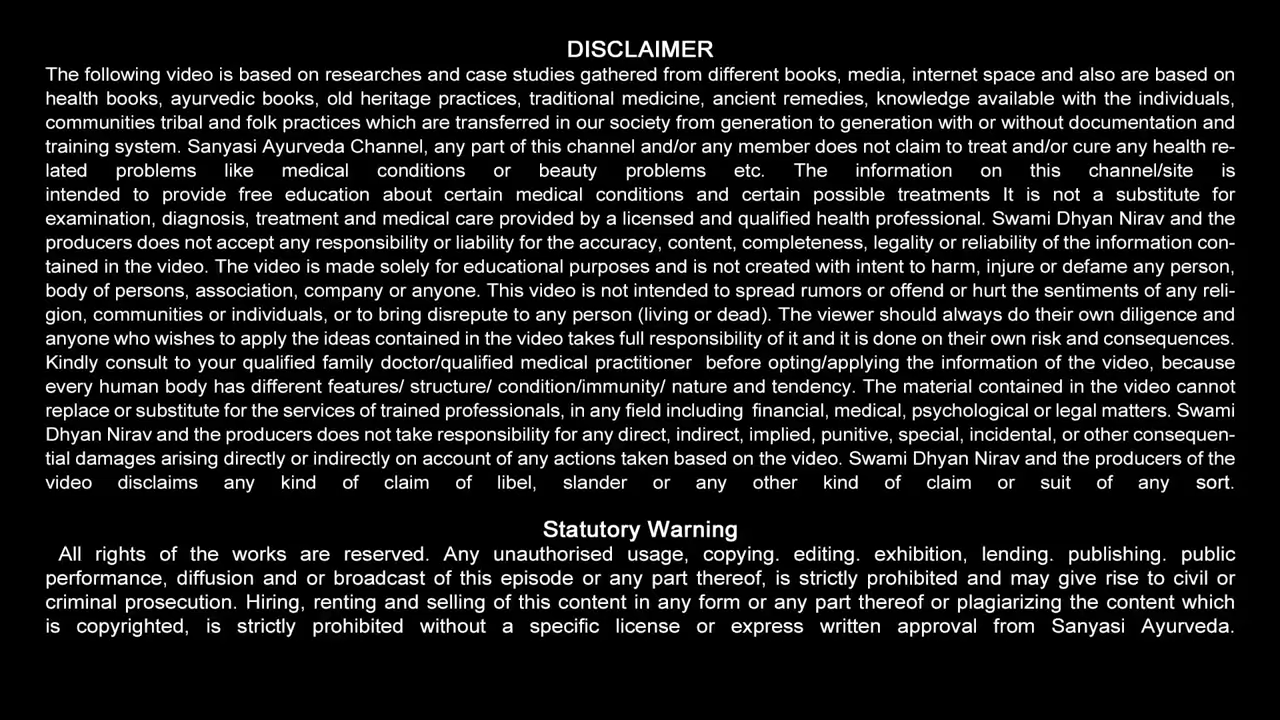 DISCLAIMER
The following video is based on researches and case studies gathered from different books, media, internet space and also are based on
health books, ayurvedic books, old heritage practices, traditional medicine, ancient remedies, knowledge available with the individuals,
communities tribal and folk practices which are transferred in our society from generation to generation with or without documentation and
training system. Sanyasi Ayurveda Channel, any part of this channel and/or any member does not claim to treat and/or cure any health re-
lated problems like medical conditions or beauty problems etc. The information on this channel/site is
intended to provide free education about certain medical conditions and certain possible treatments It is not a substitute for
examination, diagnosis, treatment and medical care provided by a licensed and qualified health professional. Swami Dhyan Nirav and the
producers does not accept any responsibility or liability for the accuracy, content, completeness, legality or reliability of the information con-
tained in the video. The video is made solely for educational purposes and is not created with intent to harm, injure or defame any person,
body of persons, association, company or anyone. This video is not intended to spread rumors or offend or hurt the sentiments of any reli-
gion, communities or individuals, or to bring disrepute to any person (living or dead). The viewer should always do their own diligence and
anyone who wishes to apply the ideas contained in the video takes full responsibility of it and it is done on their own risk and consequences.
Kindly consult to your qualified family doctor/qualified medical practitioner before opting/applying the information of the video, because
every human body has different features/ structure/ condition/immunity/ nature and tendency. The material contained in the video cannot
replace or substitute for the services of trained professionals, in any field including financial, medical, psychological or legal matters. Swami
Dhyan Nirav and the producers does not take responsibility for any direct, indirect, implied, punitive, special, incidental, or other consequen-
tial damages arising directly or indirectly on account of any actions taken based on the video. Swami Dhyan Nirav and the producers of the
video disclaims any kind of claim of libel, slander or any other kind of claim or suit of any sort.
Statutory Warning
All rights of the works are reserved. Any unauthorised usage, copying. editing. exhibition, lending. publishing. public
performance, diffusion and or broadcast of this episode or any part thereof, is strictly prohibited and may give rise to civil or
criminal prosecution. Hiring, renting and selling of this content in any form or any part thereof or plagiarizing the content which
is copyrighted, is strictly prohibited without a specific license or express written approval from Sanyasi Ayurveda.